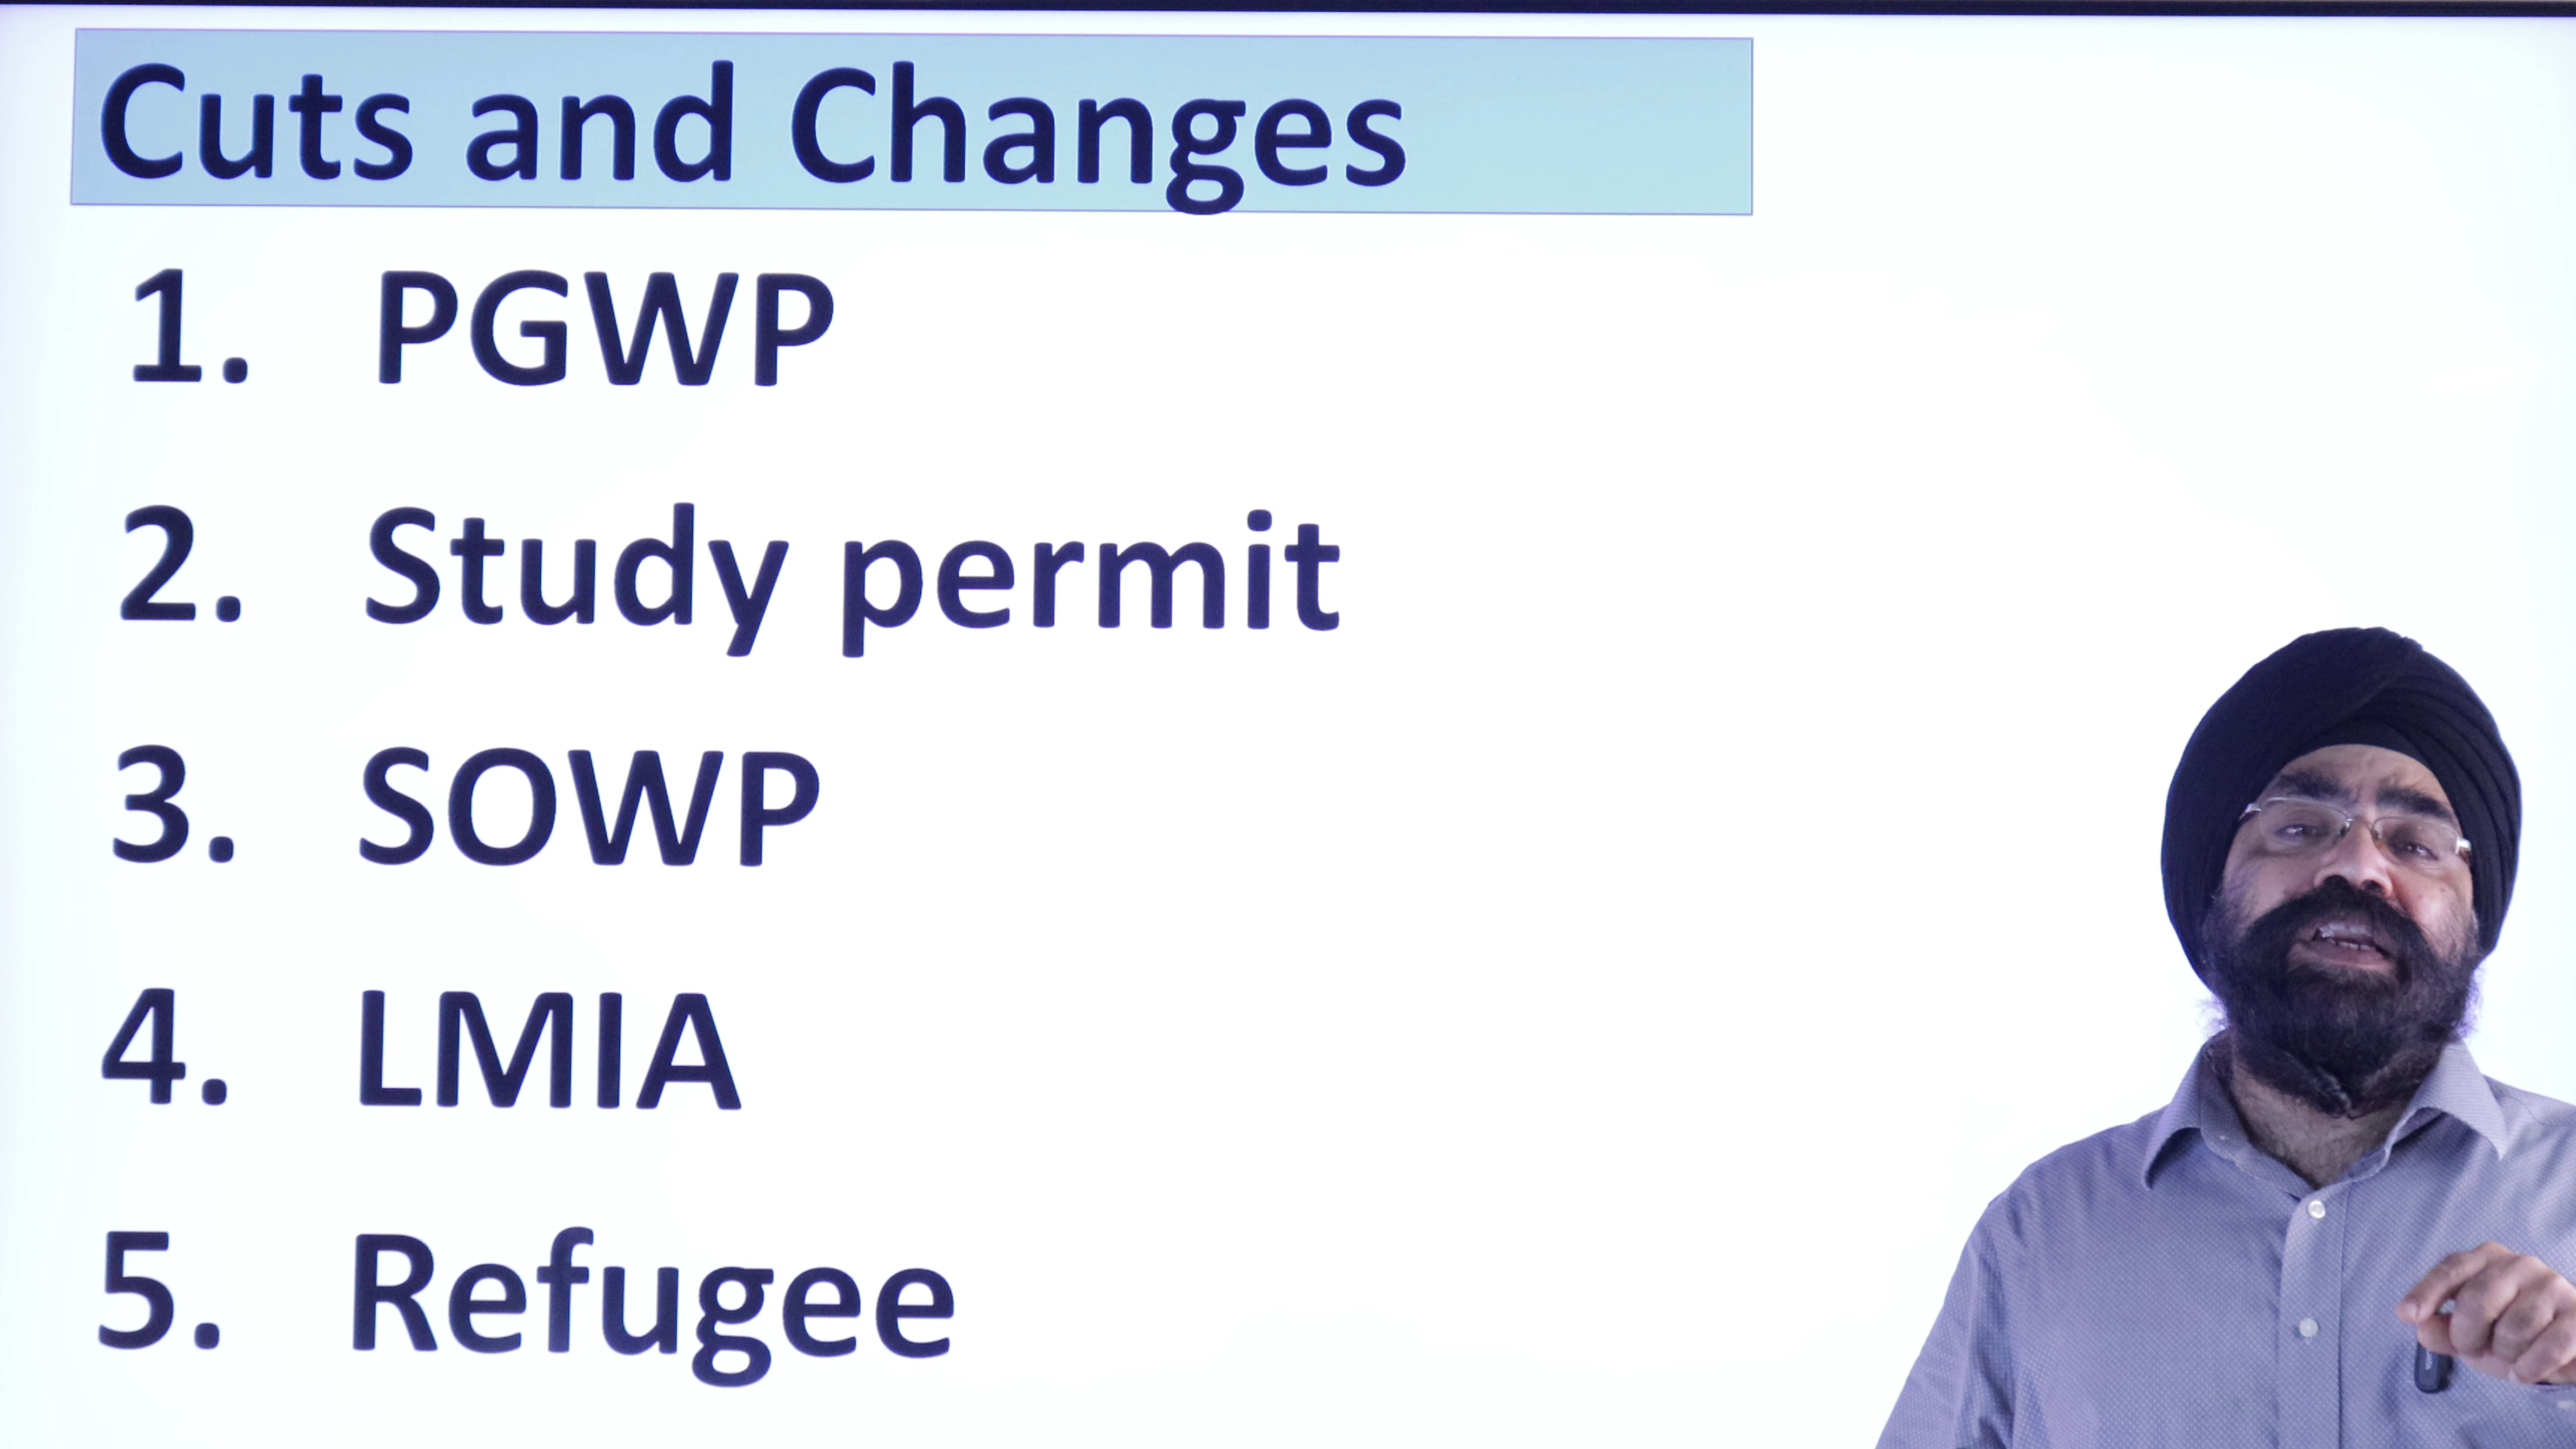 Cuts and Changes
1. PGWP
2. Study permit
3. SOWP
4. LMIA
5. Refugee